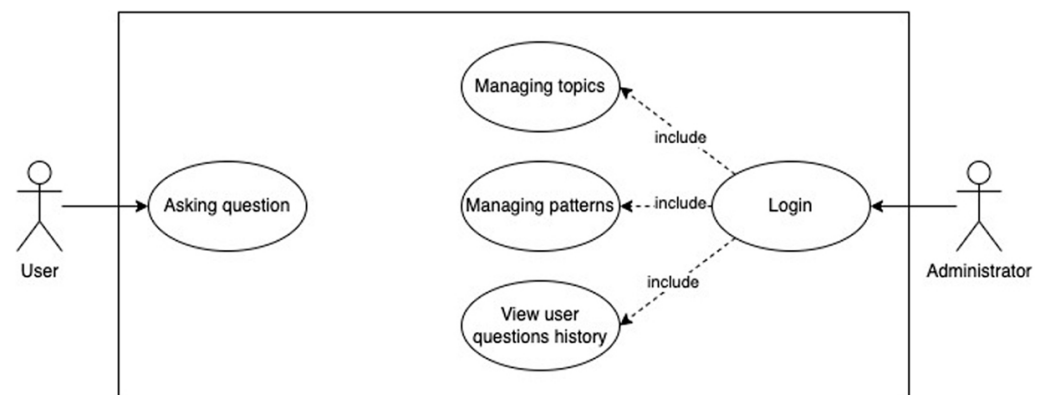 Managing topics
include
Asking question
Managing patterns
include
Login
User
Administrator
include
View user
questions history